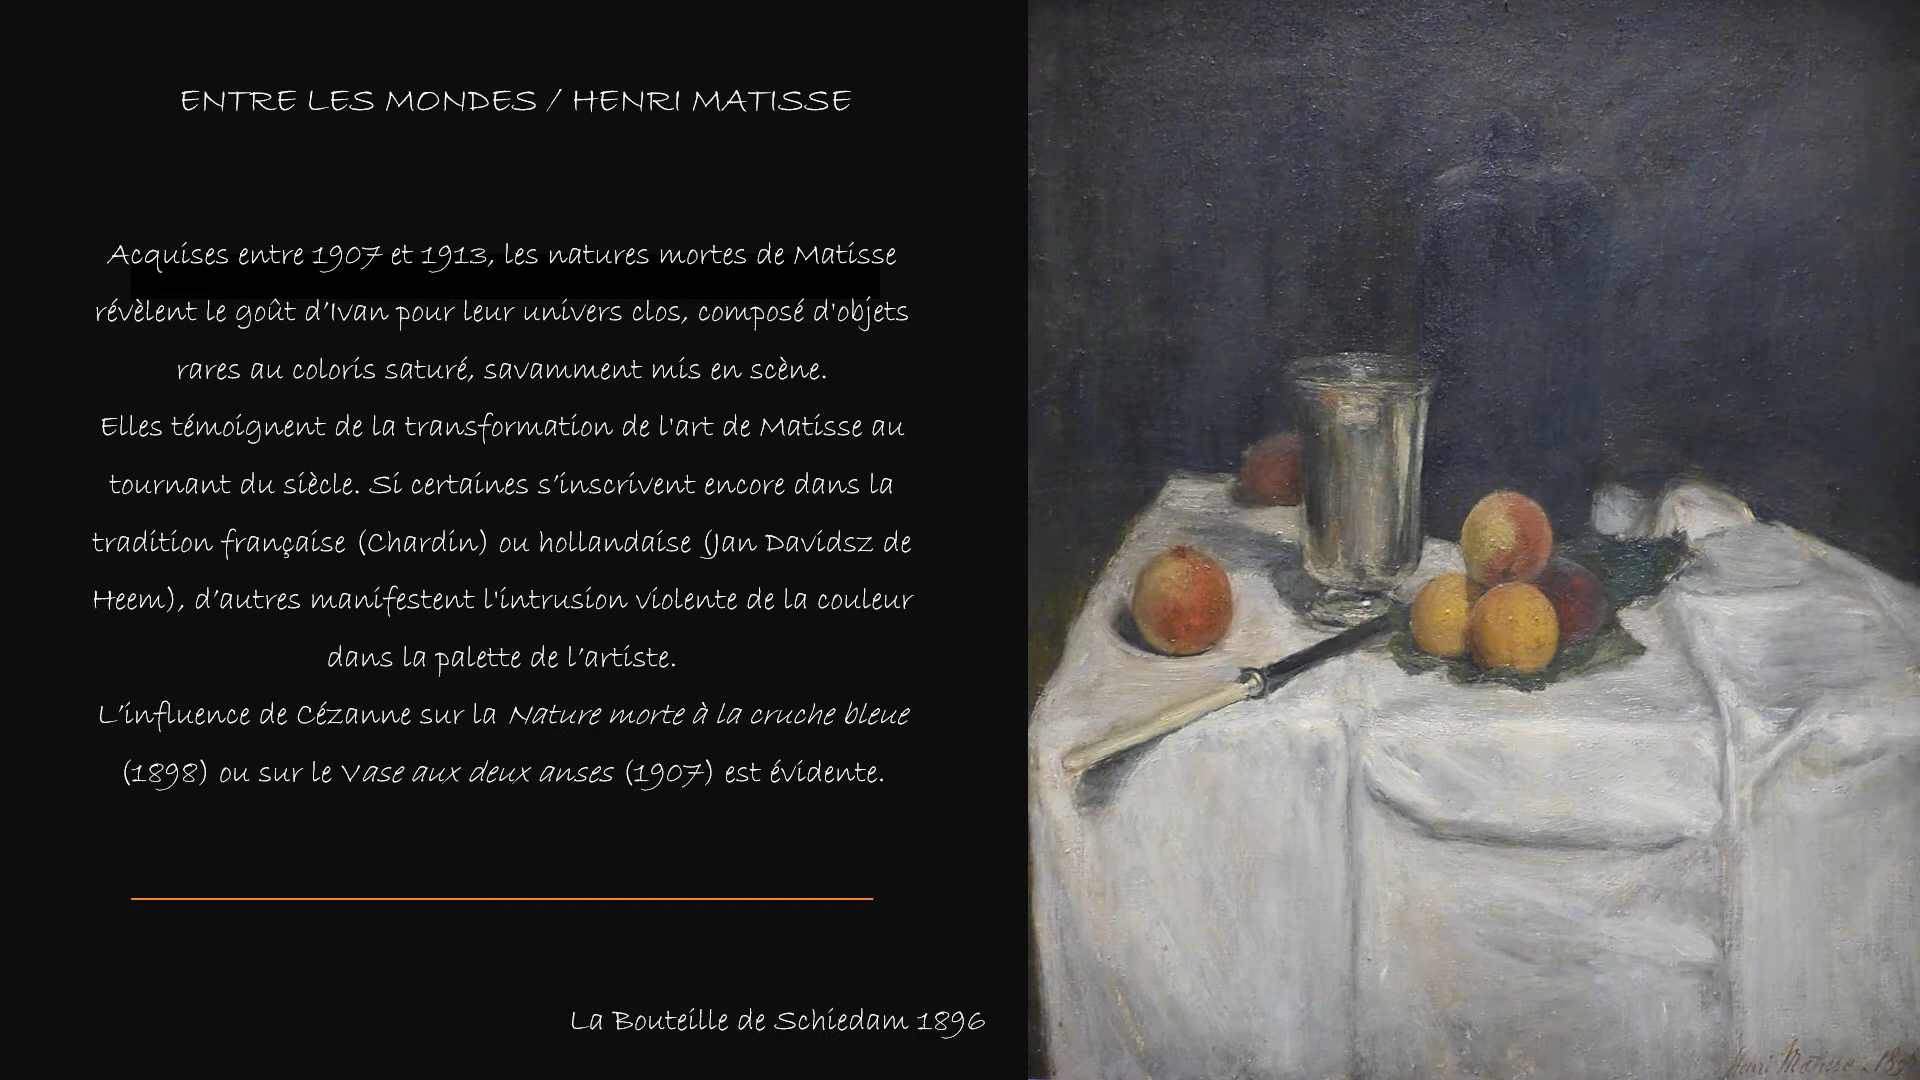 ENTRE LES MONDES / HENRI MATISSE
Acquises entre 1907 et 1913, les natures mortes de Matisse
révèlent le goût d’Ivan pour leur univers clos, composé d'objets
rares au coloris saturé, savamment mis en scène.
Elles témoignent de la transformation de l'art de Matisse au
tournant du siècle. Si certaines s’inscrivent encore dans la
tradition française (Chardin) ou hollandaise (Jan Davidsz de
Heem), d’autres manifestent l'intrusion violente de la couleur
dans la palette de l’artiste.
L’influence de Cézanne sur la Nature morte à la cruche bleue
(1898) ou sur le Vase aux deux anses (1907) est évidente.
La Bouteille de Schiedam 1896
Henri Matisse - 1896